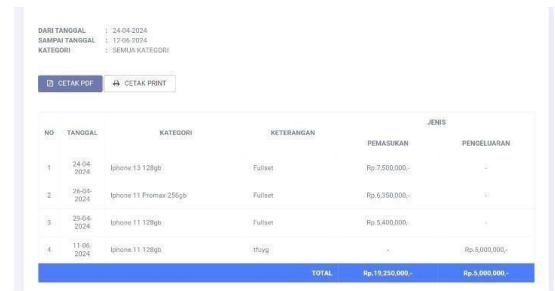 DARI TANGGAL : 24-04-2024
SAMPAI TANGGAL : 12-06-2024
KATEGORI : SEMUA KATEGORI
CETAK PDF CETAK PRINT
NO TANGGAL KATEGORI KETERANGAN JENIS
PEMASUKAN PENGELUARAN
1 24-04-2024 Iphone 13 128gb Fullset Rp.7,500,000,- -
2 26-04-2024 Iphone 11 Promax 256gb Fullset Rp.6,350,000,- -
3 29-04-2024 Iphone 11 128gb Fullset Rp.5,400,000,- -
4 11-06-2024 Iphone 11 128gb tfuyg - Rp.5,000,000,-
TOTAL Rp.19,250,000,- Rp.5,000,000,-